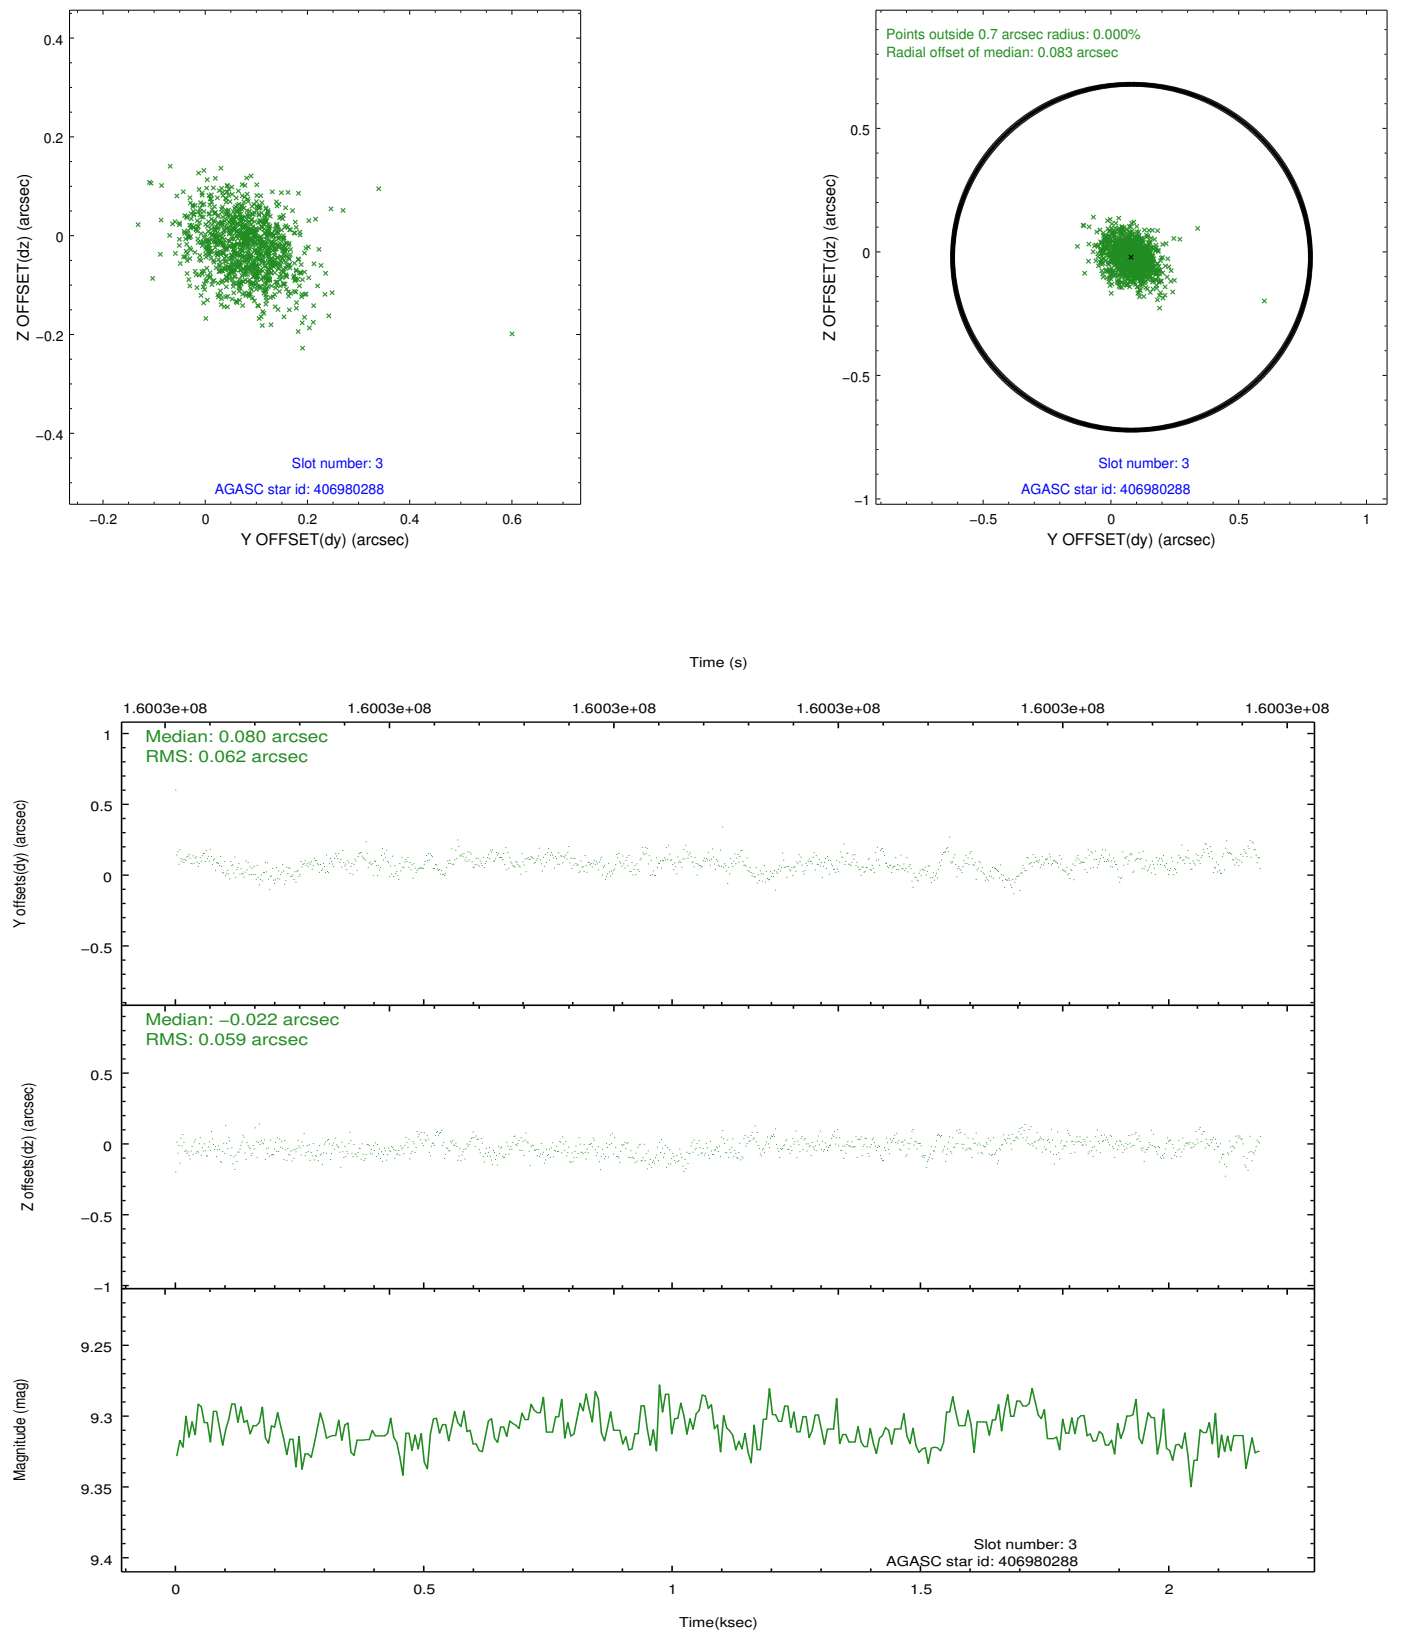 0.4
0.2
0
−0.2
−0.4
Z OFFSET(dz) (arcsec)
Slot number: 3
AGASC star id: 406980288
−0.2 0 0.2 0.4 0.6
Y OFFSET(dy) (arcsec)
Points outside 0.7 arcsec radius: 0.000%
Radial offset of median: 0.083 arcsec
0.5
0
−0.5
−1
Z OFFSET(dz) (arcsec)
Slot number: 3
AGASC star id: 406980288
−0.5 0 0.5 1
Y OFFSET(dy) (arcsec)
Time (s)
1.6003e+08 1.6003e+08 1.6003e+08 1.6003e+08 1.6003e+08 1.6003e+08
Median: 0.080 arcsec
RMS: 0.062 arcsec
1
0.5
0
−0.5
Y offsets(dy) (arcsec)
Median: −0.022 arcsec
RMS: 0.059 arcsec
0.5
0
−0.5
−1
Z offsets(dz) (arcsec)
9.25
9.3
9.35
9.4
Magnitude (mag)
Slot number: 3
AGASC star id: 406980288
0 0.5 1 1.5 2
Time(ksec)